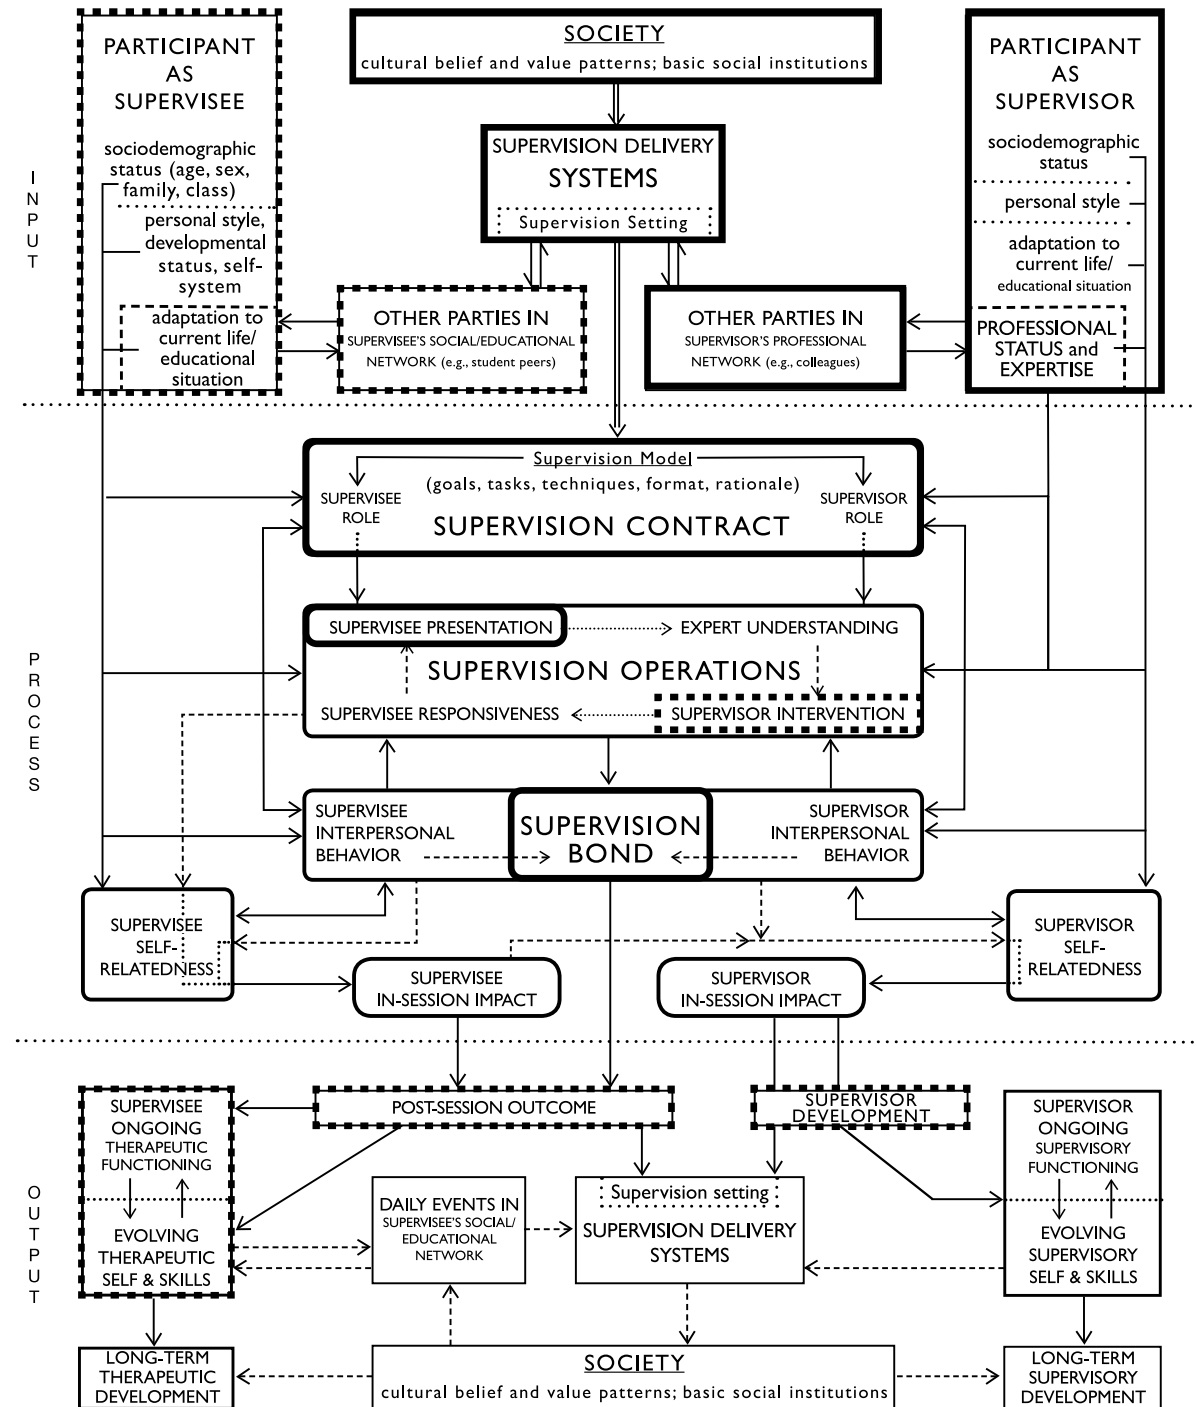 INPUT
PARTICIPANT
AS
SUPERVISEE
sociodemographic
status (age, sex,
family, class)
personal style,
developmental
status, self-
system
adaptation to
current life/
educational
situation
SOCIETY
cultural belief and value patterns; basic social institutions
SUPERVISION DELIVERY
SYSTEMS
Supervision Setting
OTHER PARTIES IN
SUPERVISEE'S SOCIAL/EDUCATIONAL
NETWORK (e.g., student peers)
OTHER PARTIES IN
SUPERVISOR'S PROFESSIONAL
NETWORK (e.g., colleagues)
PARTICIPANT
AS
SUPERVISOR
sociodemographic
status
personal style
adaptation to
current life/
educational situation
PROFESSIONAL
STATUS and
EXPERTISE
PROCESS
Supervision Model
(goals, tasks, techniques, format, rationale)
SUPERVISEE
ROLE
SUPERVISOR
ROLE
SUPERVISION CONTRACT
SUPERVISEE PRESENTATION
EXPERT UNDERSTANDING
SUPERVISION OPERATIONS
SUPERVISEE RESPONSIVENESS
SUPERVISOR INTERVENTION
SUPERVISEE
INTERPERSONAL
BEHAVIOR
SUPERVISION
BOND
SUPERVISOR
INTERPERSONAL
BEHAVIOR
SUPERVISEE
SELF-
RELATEDNESS
SUPERVISEE
IN-SESSION IMPACT
SUPERVISOR
IN-SESSION IMPACT
SUPERVISOR
SELF-
RELATEDNESS
OUTPUT
SUPERVISEE
ONGOING
THERAPEUTIC
FUNCTIONING
EVOLVING
THERAPEUTIC
SELF & SKILLS
POST-SESSION OUTCOME
SUPERVISOR
DEVELOPMENT
SUPERVISOR
ONGOING
SUPERVISORY
FUNCTIONING
EVOLVING
SUPERVISORY
SELF & SKILLS
DAILY EVENTS IN
SUPERVISEE'S SOCIAL/
EDUCATIONAL
NETWORK
Supervision setting
SUPERVISION DELIVERY
SYSTEMS
LONG-TERM
THERAPEUTIC
DEVELOPMENT
SOCIETY
cultural belief and value patterns; basic social institutions
LONG-TERM
SUPERVISORY
DEVELOPMENT